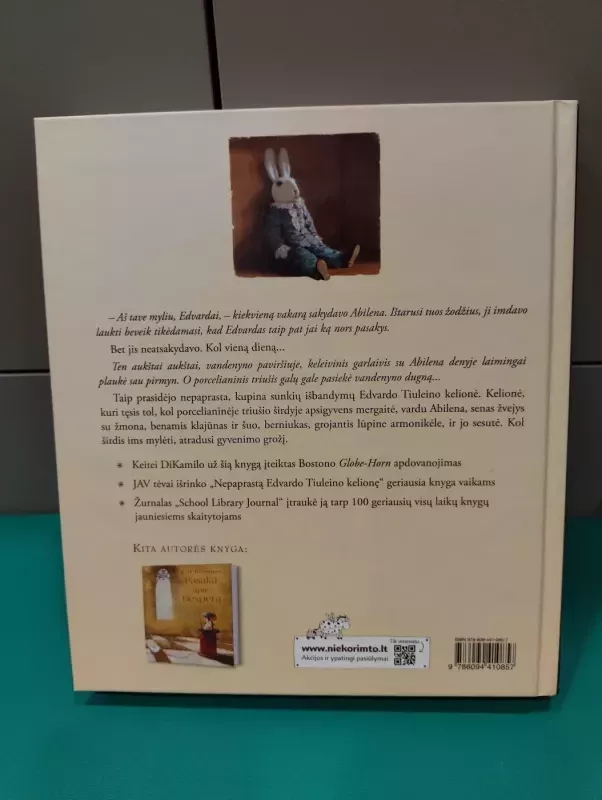 – Aš tave myliu, Edvardai, – kiekvieną vakarą sakydavo Abilena. Ištarusi tuos žodžius, ji imdavo
laukti beveik tikėdamasi, kad Edvardas taip pat jai ką nors pasakys.
Bet jis neatsakydavo. Kol vieną dieną...
Ten aukštai aukštai, vandenyno paviršiuje, keleivinis garlaivis su Abilena denyje laimingai
plaukė sau pirmyn. O porcelianinis triušis galų gale pasiekė vandenyno dugną...
Taip prasidėjo nepaprasta, kupina sunkių išbandymų Edvardo Tiuleino kelionė. Kelionė,
kuri tęsis tol, kol porcelianinėje triušio širdyje apsigyvens mergaitė, vardu Abilena, senas žvejys
su žmona, benamis klajūnas ir šuo, berniukas, grojantis lūpine armonikėle, ir jo sesutė. Kol
širdis ims mylėti, atradusi gyvenimo grožį.
Keitei DiKamilo už šią knygą įteiktas Bostono Globe-Horn apdovanojimas
JAV tėvai išrinko „Nepaprastą Edvardo Tiuleino kelionę“ geriausia knyga vaikams
Žurnalas „School Library Journal“ įtraukė ją tarp 100 geriausių visų laikų knygų
jauniesiems skaitytojams
KITA AUTORĖS KNYGA:
Pasaka
apie
Despero
www.niekorimto.lt
Akcijos ir ypatingi pasiūlymai
9 786094 410857